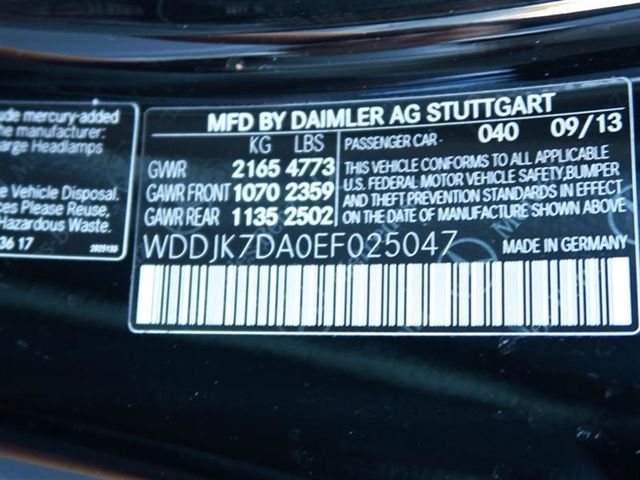 ude mercury-added
he manufacturer:
arge Headlamps
e Vehicle Disposal.
ces Please Reuse,
Hazardous Waste.
36 17
MFD BY DAIMLER AG STUTTGART
KG LBS
GVWR 2165 4773
GAWR FRONT 1070 2359
GAWR REAR 1135 2502
PASSENGER CAR 040 09/13
THIS VEHICLE CONFORMS TO ALL APPLICABLE
U.S. FEDERAL MOTOR VEHICLE SAFETY, BUMPER
AND THEFT PREVENTION STANDARDS IN EFFECT
ON THE DATE OF MANUFACTURE SHOWN ABOVE
WDDJK7DA0EF025047 MADE IN GERMANY